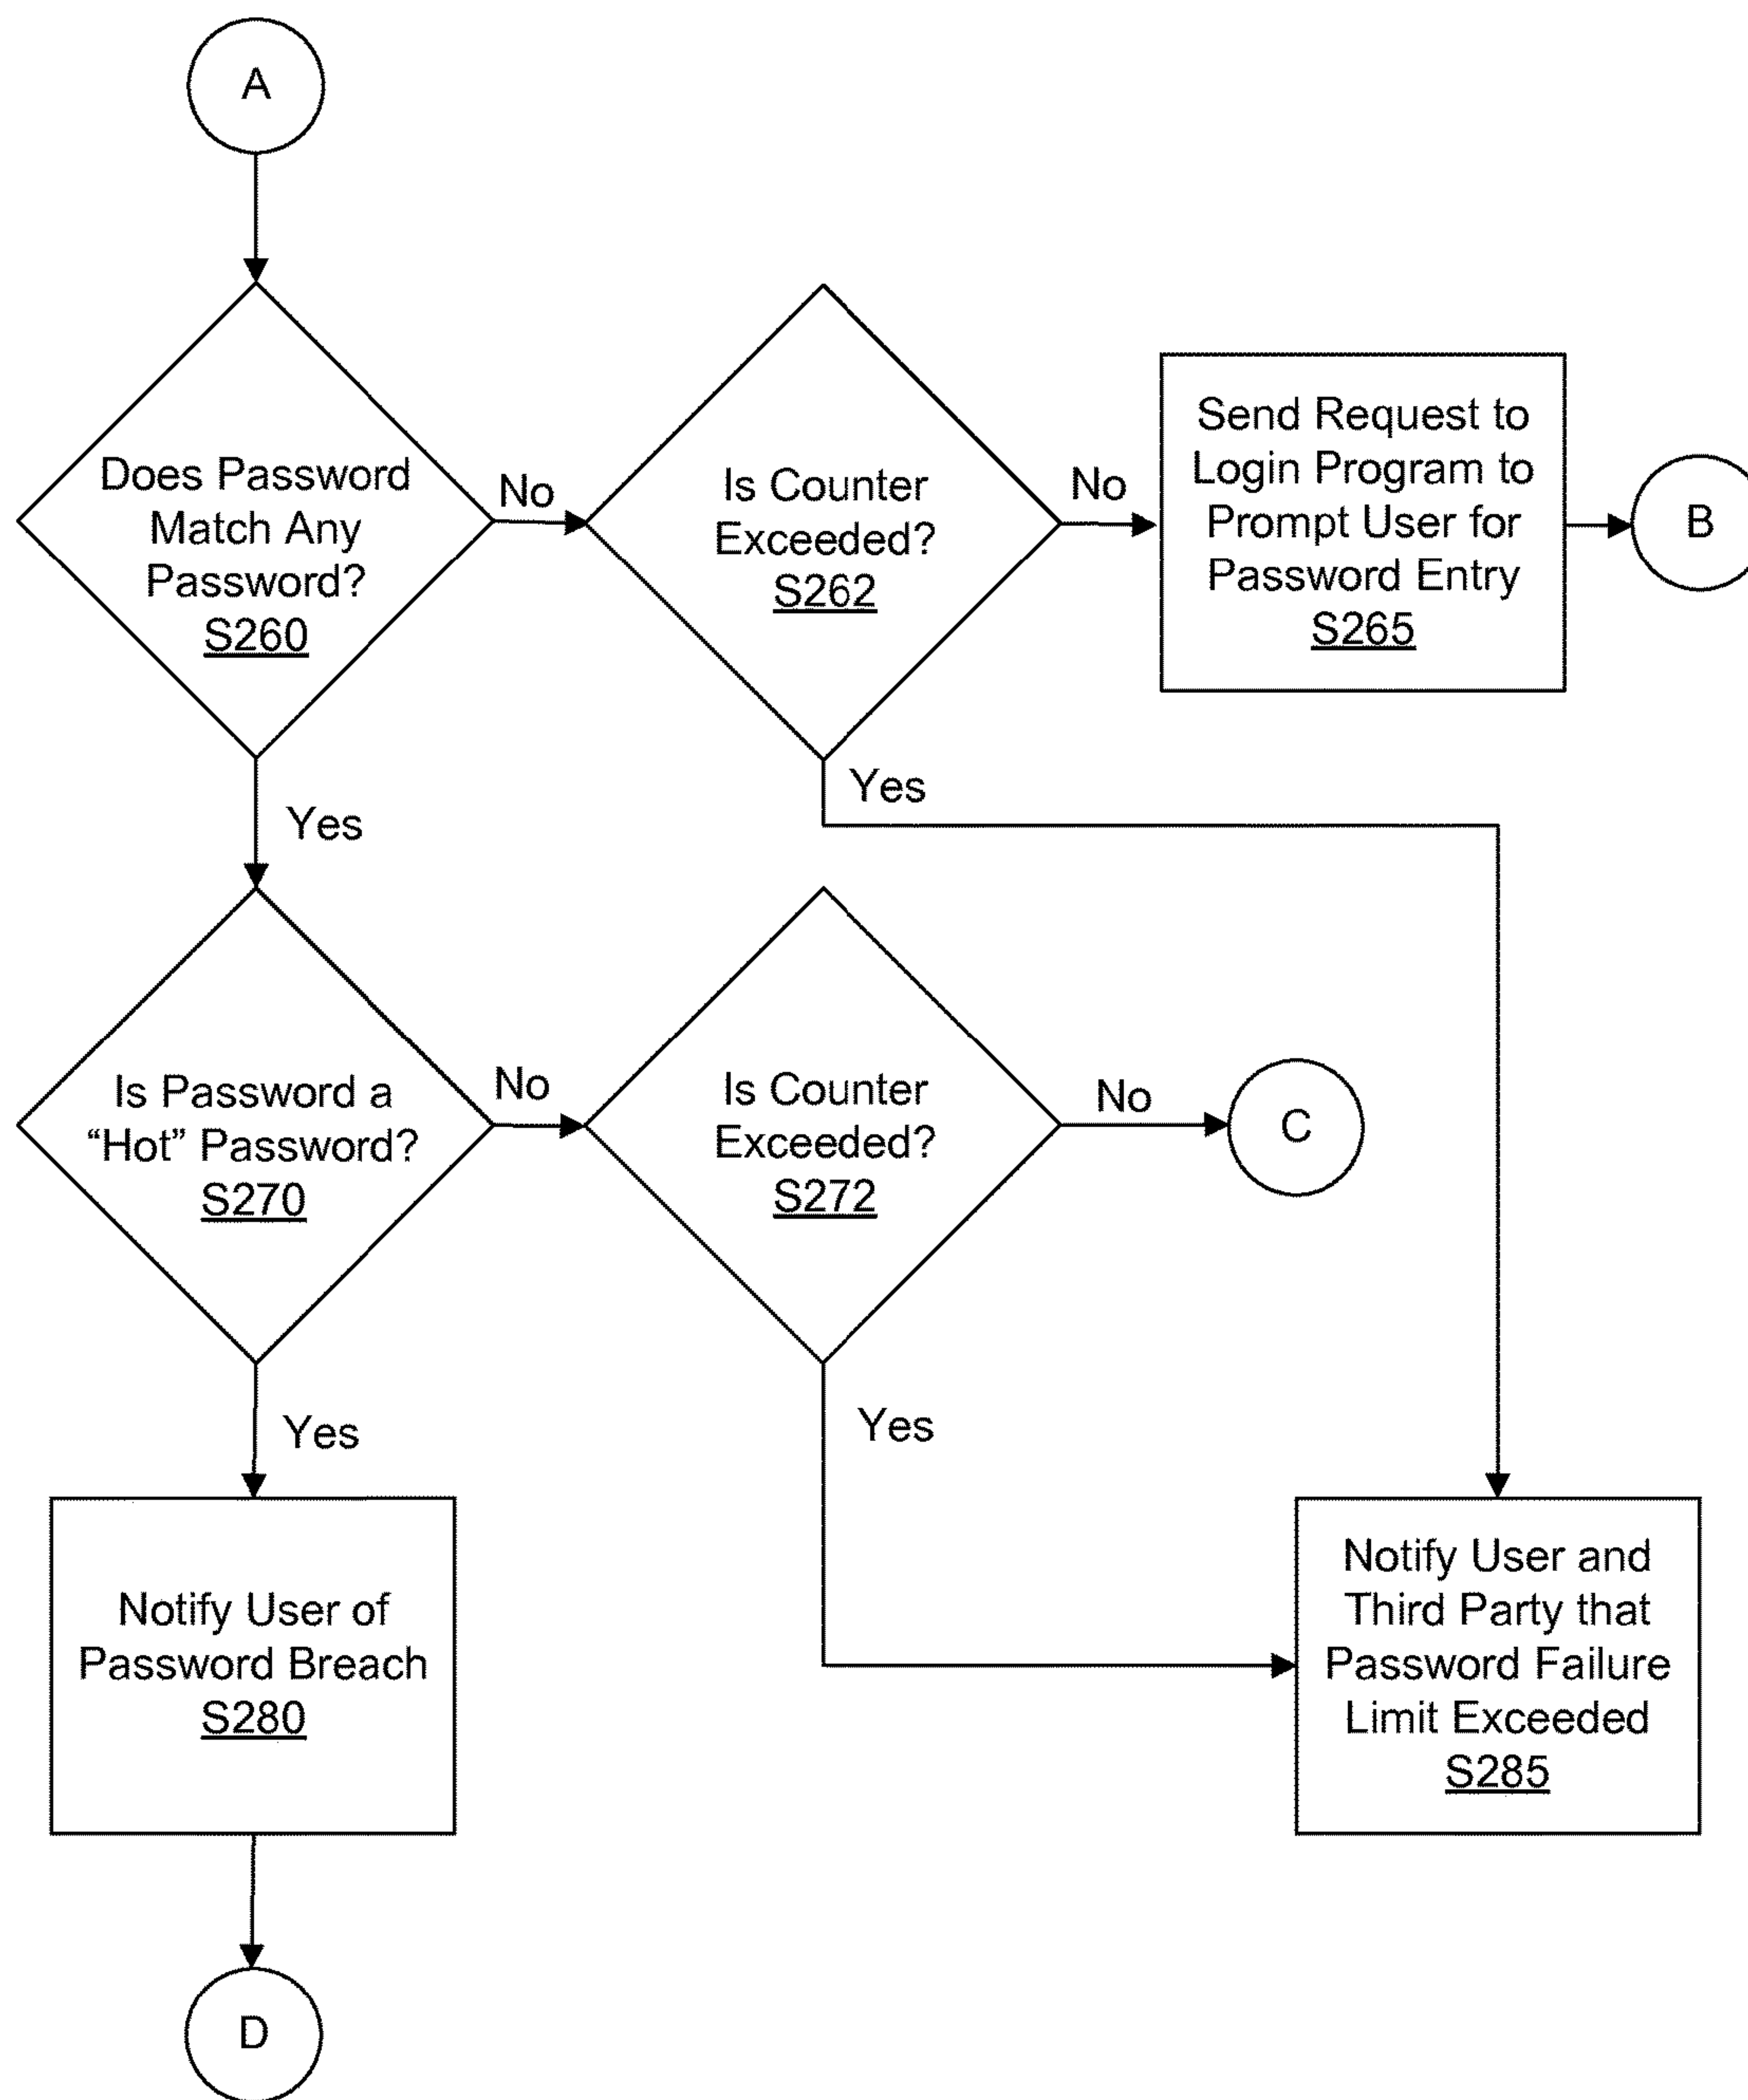 A
Does Password
Match Any
Password?
S260
No
Is Counter
Exceeded?
S262
No
Send Request to
Login Program to
Prompt User for
Password Entry
S265
B
Yes
Yes
Is Password a
“Hot” Password?
S270
No
Is Counter
Exceeded?
S272
No
C
Yes
Yes
Notify User of
Password Breach
S280
Notify User and
Third Party that
Password Failure
Limit Exceeded
S285
D